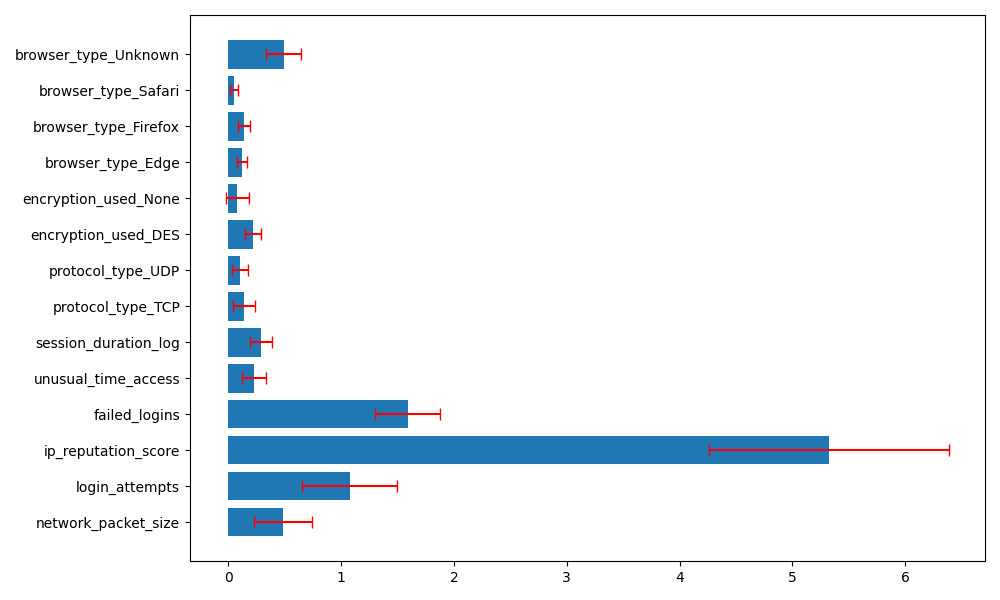 browser_type_Unknown
browser_type_Safari
browser_type_Firefox
browser_type_Edge
encryption_used_None
encryption_used_DES
protocol_type_UDP
protocol_type_TCP
session_duration_log
unusual_time_access
failed_logins
ip_reputation_score
login_attempts
network_packet_size
0 1 2 3 4 5 6